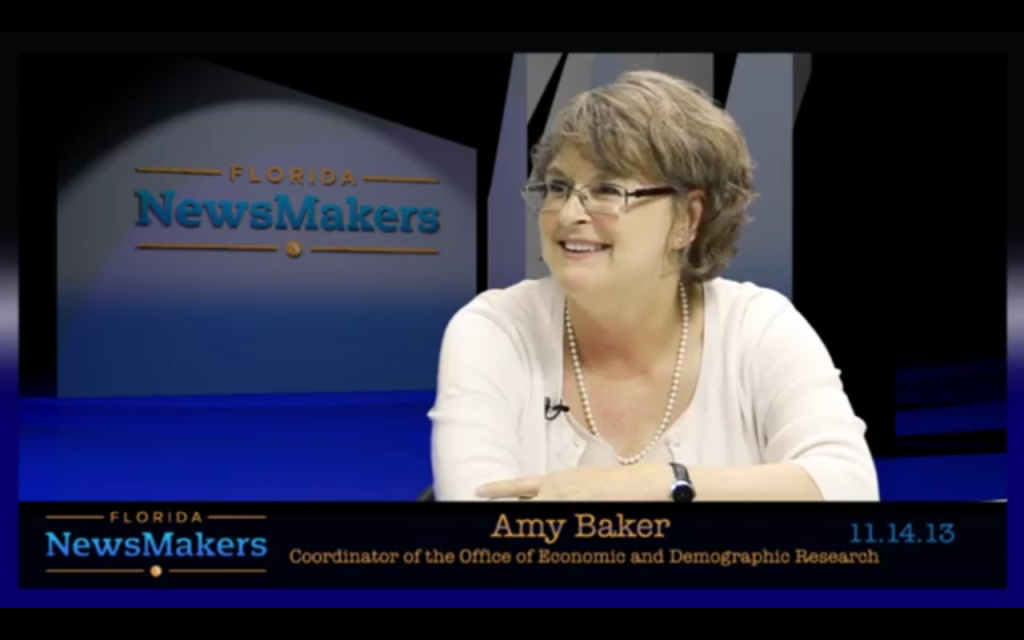 FLORIDA
NewsMakers
FLORIDA
NewsMakers
Amy Baker
Coordinator of the Office of Economic and Demographic Research
11.14.13